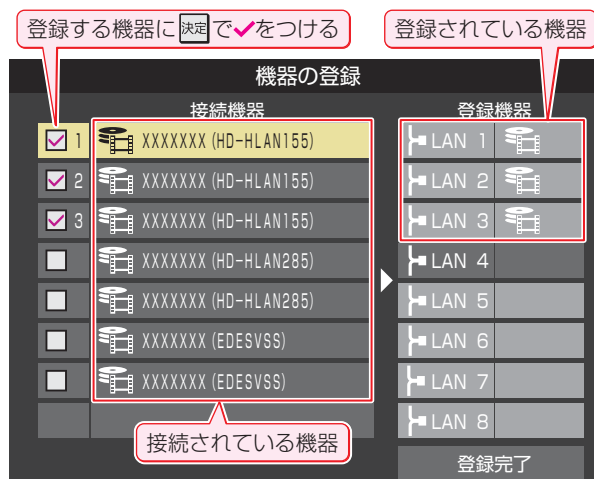 登録する機器に決定で✓をつける
登録されている機器
機器の登録
接続機器
登録機器
1 XXXXXXX (HD-HLAN155)
LAN 1
2 XXXXXXX (HD-HLAN155)
LAN 2
3 XXXXXXX (HD-HLAN155)
LAN 3
XXXXXXX (HD-HLAN285)
LAN 4
XXXXXXX (HD-HLAN285)
LAN 5
XXXXXXX (EDESVSS)
LAN 6
XXXXXXX (EDESVSS)
LAN 7
LAN 8
接続されている機器
登録完了